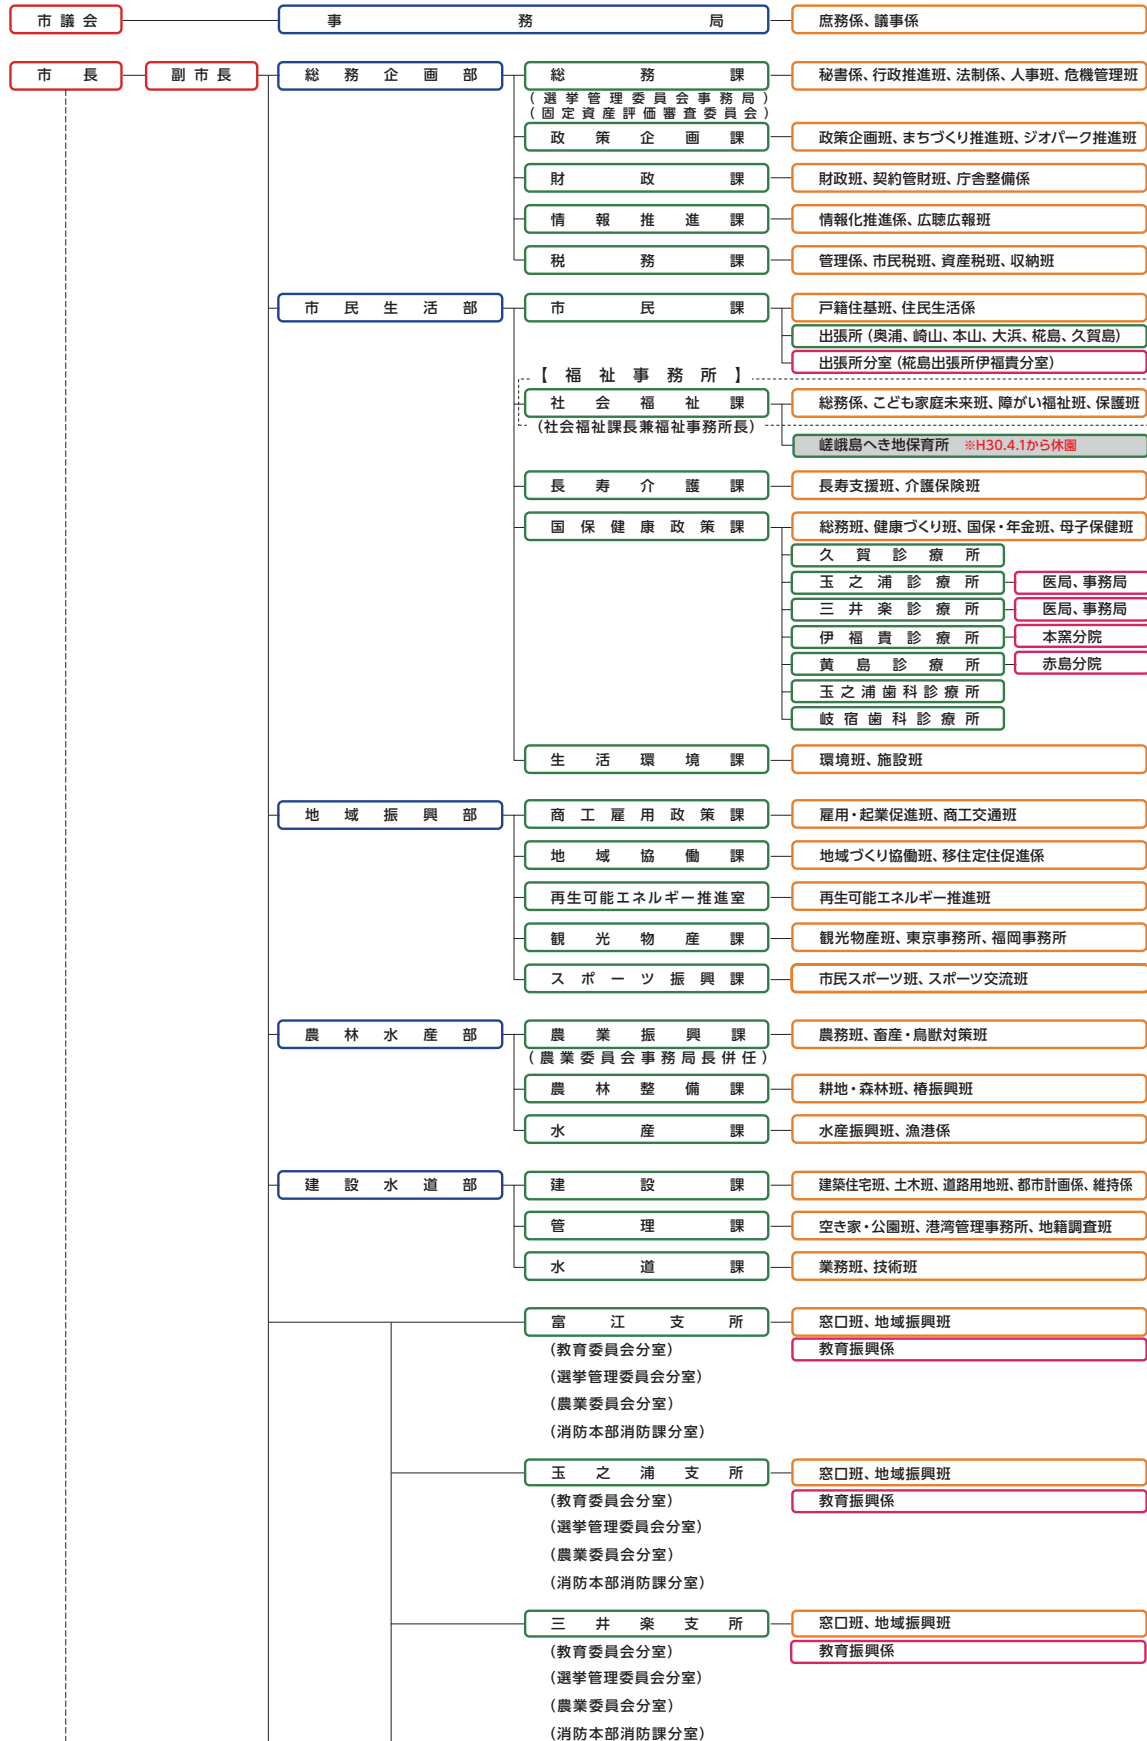 市議会 事務局 庶務係、議事係
市長 副市長 総務企画部 総務課 秘書係、行政推進班、法制係、人事班、危機管理班
(選挙管理委員会事務局)
(固定資産評価審査委員会)
政策企画課 政策企画班、まちづくり推進班、ジオパーク推進班
財政課 財政班、契約管財班、庁舎整備係
情報推進課 情報化推進係、広聴広報班
税務課 管理係、市民税班、資産税班、収納班
市民生活部 市民課 戸籍住基班、住民生活係
出張所(奥浦、崎山、本山、大浜、椛島、久賀島)
出張所分室(椛島出張所伊福貴分室)
【福祉事務所】
社会福祉課 総務係、こども家庭未来班、障がい福祉班、保護班
(社会福祉課長兼福祉事務所長)
嵯峨島へき地保育所 ※H30.4.1から休園
長寿介護課 長寿支援班、介護保険班
国保健康政策課 総務班、健康づくり班、国保・年金班、母子保健班
久賀診療所
玉之浦診療所 医局、事務局
三井楽診療所 医局、事務局
伊福貴診療所 本窯分院
黄島診療所 赤島分院
玉之浦歯科診療所
岐宿歯科診療所
生活環境課 環境班、施設班
地域振興部 商工雇用政策課 雇用・起業促進班、商工交通班
地域協働課 地域づくり協働班、移住定住促進係
再生可能エネルギー推進室 再生可能エネルギー推進班
観光物産課 観光物産班、東京事務所、福岡事務所
スポーツ振興課 市民スポーツ班、スポーツ交流班
農林水産部 農業振興課 農務班、畜産・鳥獣対策班
(農業委員会事務局長併任)
農林整備課 耕地・森林班、椿振興班
水産課 水産振興班、漁港係
建設水道部 建設課 建築住宅班、土木班、道路用地班、都市計画係、維持係
管理課 空き家・公園班、港湾管理事務所、地籍調査班
水道課 業務班、技術班
富江支所 窓口班、地域振興班
(教育委員会分室) 教育振興係
(選挙管理委員会分室)
(農業委員会分室)
(消防本部消防課分室)
玉之浦支所 窓口班、地域振興班
(教育委員会分室) 教育振興係
(選挙管理委員会分室)
(農業委員会分室)
(消防本部消防課分室)
三井楽支所 窓口班、地域振興班
(教育委員会分室) 教育振興係
(選挙管理委員会分室)
(農業委員会分室)
(消防本部消防課分室)